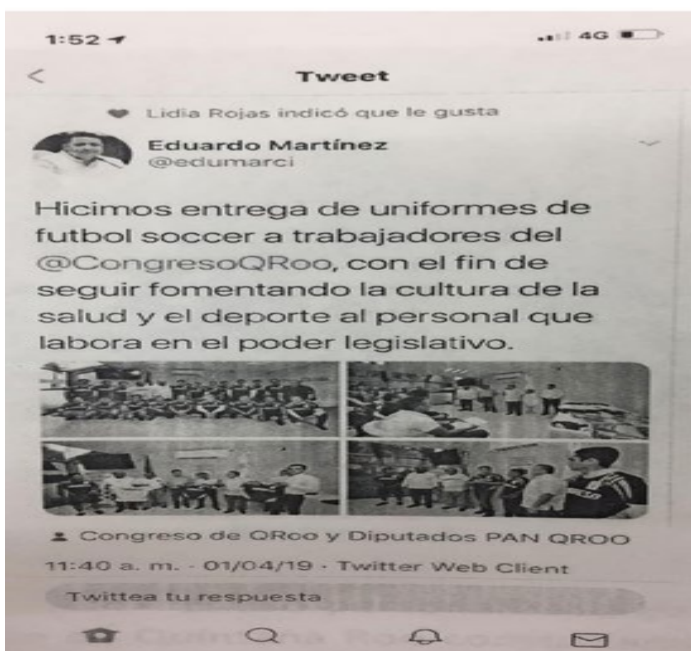 1:52
4G
Tweet
Lidia Rojas indicó que le gusta
Eduardo Martínez
@edumarci
Hicimos entrega de uniformes de
futbol soccer a trabajadores del
@CongresoQRoo, con el fin de
seguir fomentando la cultura de la
salud y el deporte al personal que
labora en el poder legislativo.
Congreso de QRoo y Diputados PAN QROO
11:40 a. m. · 01/04/19 · Twitter Web Client
Twittea tu respuesta